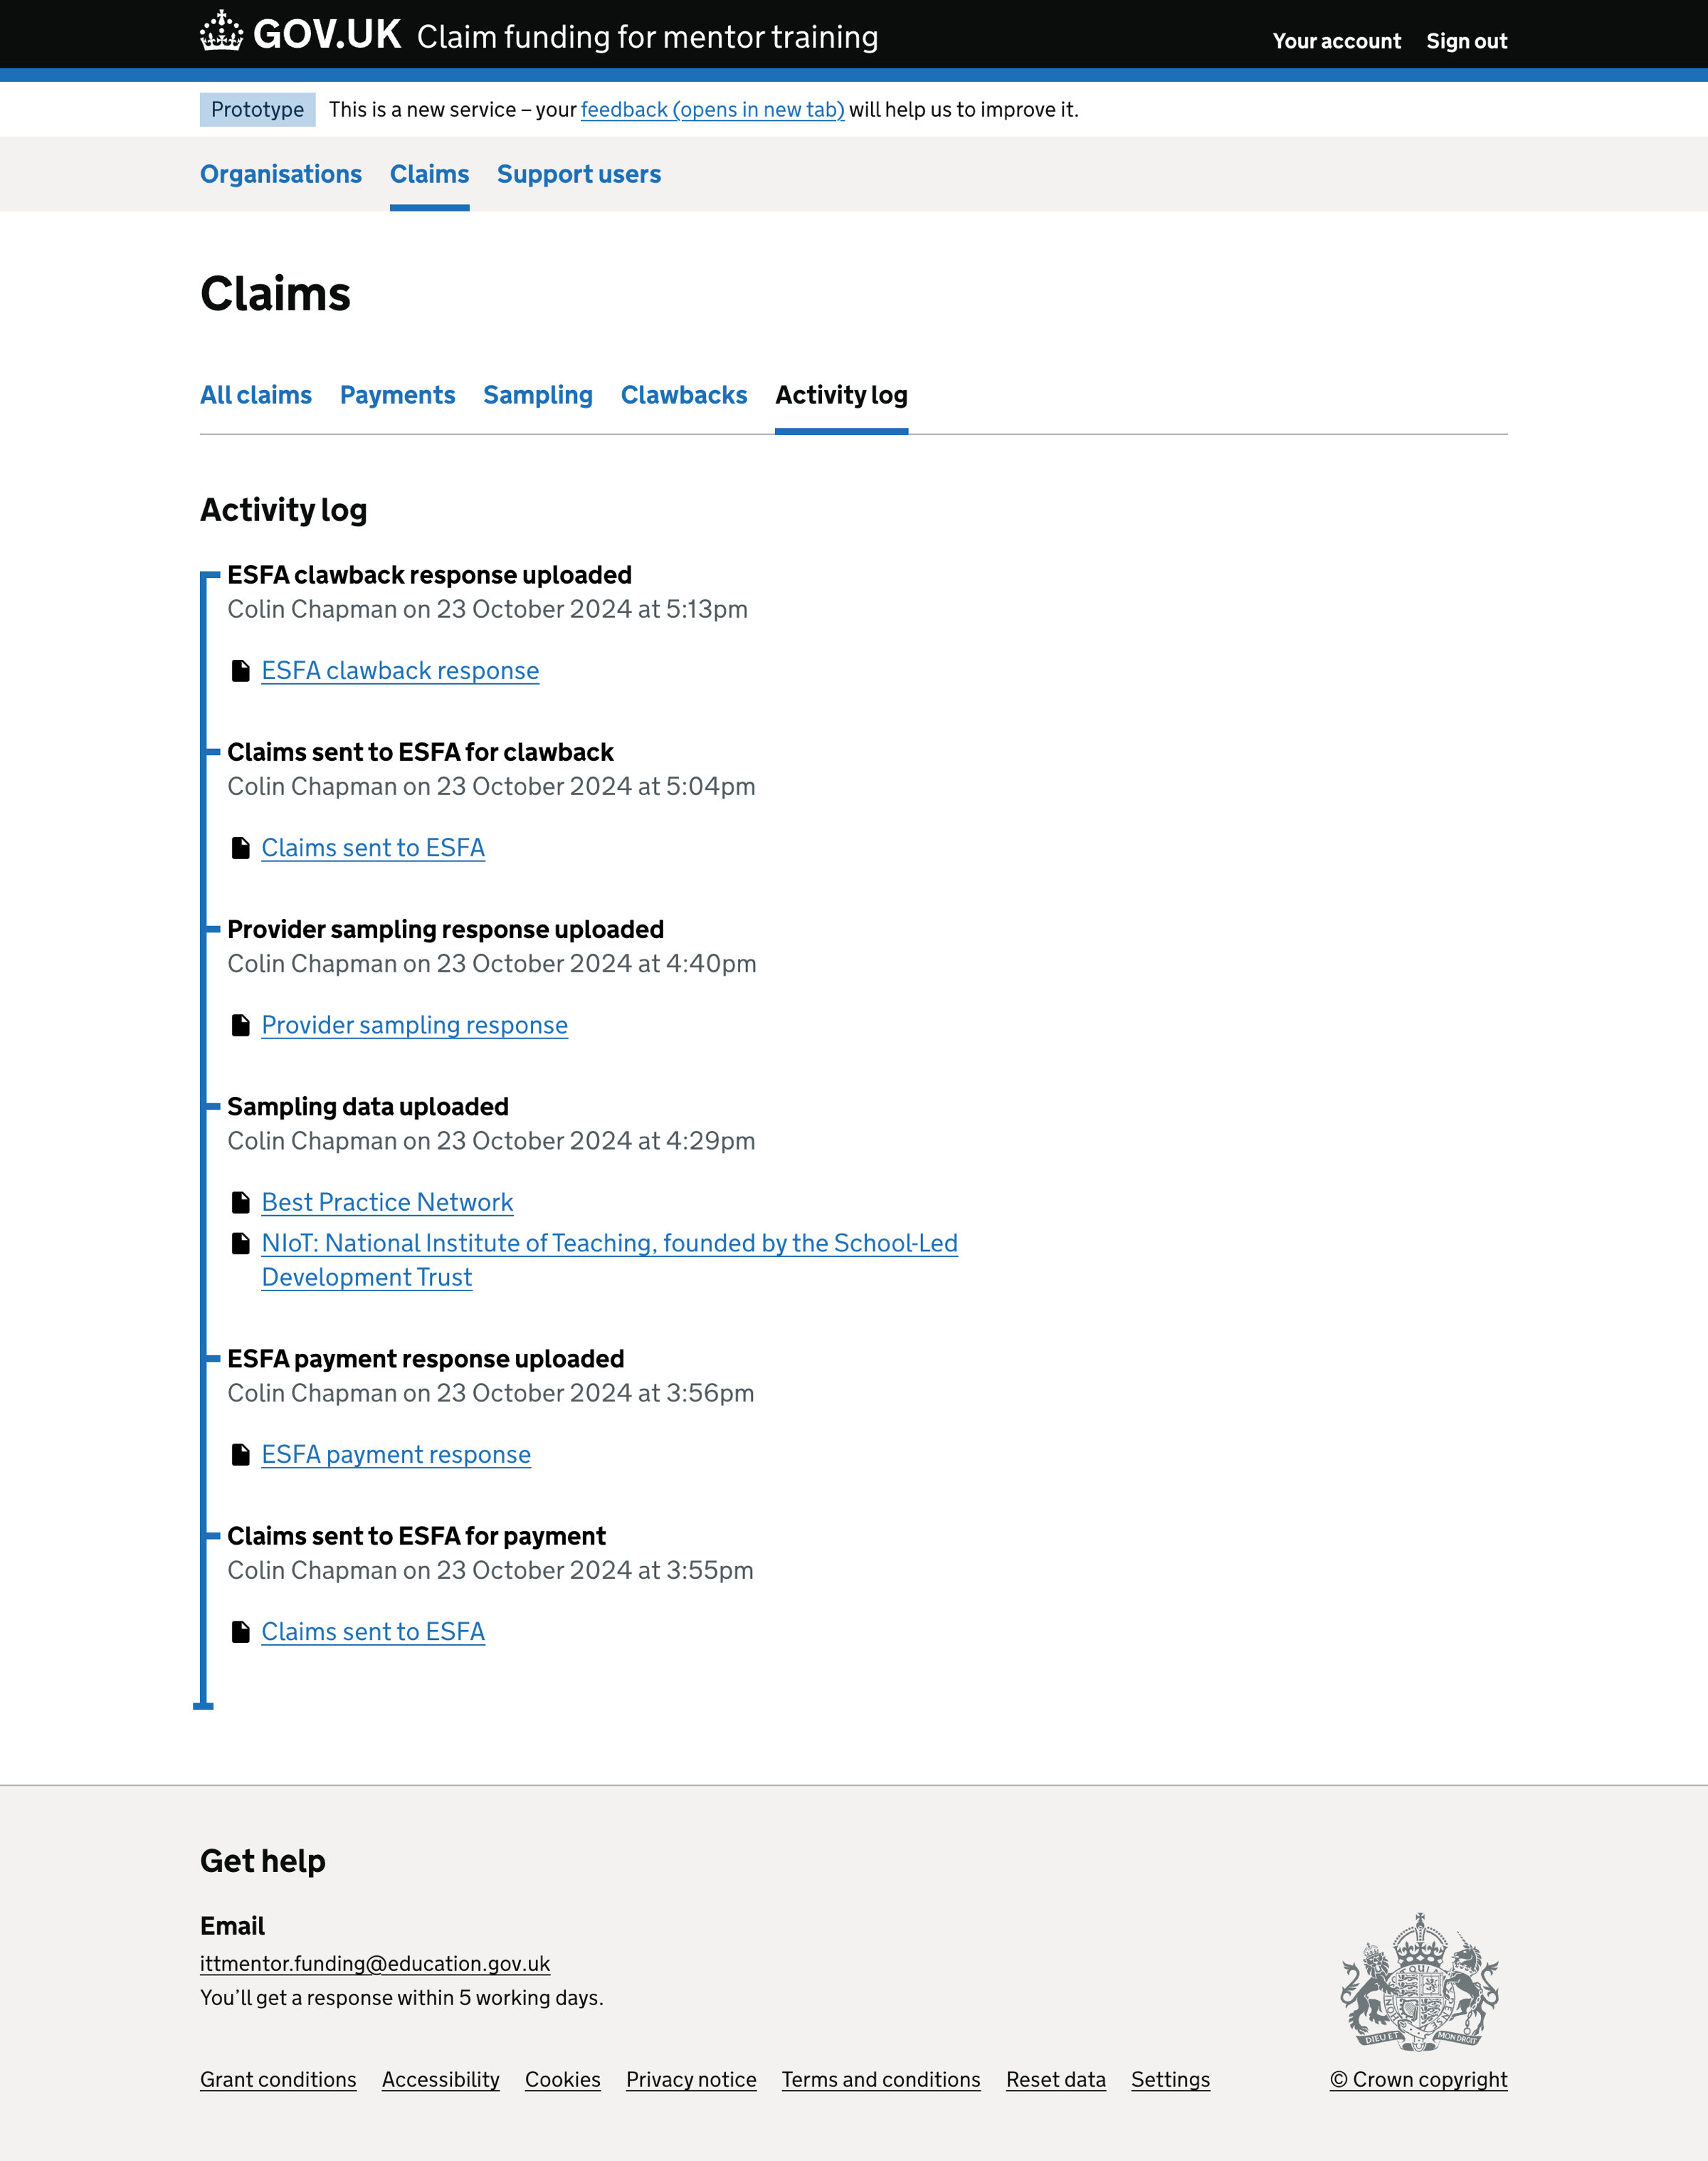 GOV.UK Claim funding for mentor training
Your account Sign out
Prototype This is a new service – your feedback (opens in new tab) will help us to improve it.
Organisations Claims Support users
Claims
All claims Payments Sampling Clawbacks Activity log
Activity log
ESFA clawback response uploaded
Colin Chapman on 23 October 2024 at 5:13pm
ESFA clawback response
Claims sent to ESFA for clawback
Colin Chapman on 23 October 2024 at 5:04pm
Claims sent to ESFA
Provider sampling response uploaded
Colin Chapman on 23 October 2024 at 4:40pm
Provider sampling response
Sampling data uploaded
Colin Chapman on 23 October 2024 at 4:29pm
Best Practice Network
NIoT: National Institute of Teaching, founded by the School-Led
Development Trust
ESFA payment response uploaded
Colin Chapman on 23 October 2024 at 3:56pm
ESFA payment response
Claims sent to ESFA for payment
Colin Chapman on 23 October 2024 at 3:55pm
Claims sent to ESFA
Get help
Email
ittmentor.funding@education.gov.uk
You’ll get a response within 5 working days.
DIEU ET MON DROIT
Grant conditions Accessibility Cookies Privacy notice Terms and conditions Reset data Settings
© Crown copyright